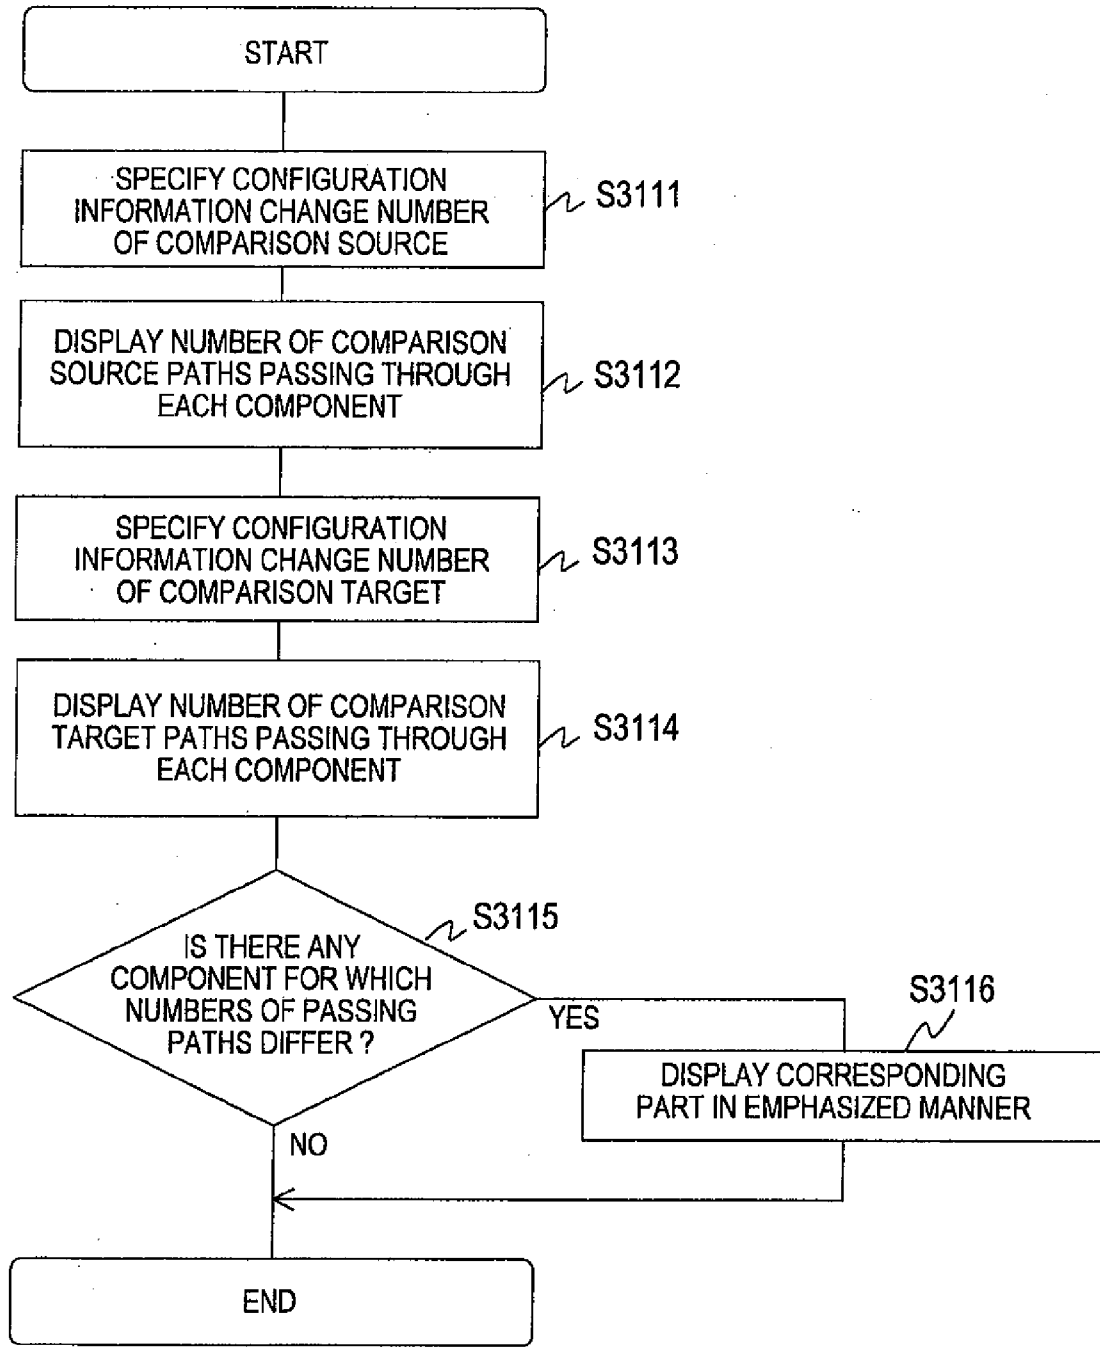 START
SPECIFY CONFIGURATION
INFORMATION CHANGE NUMBER
OF COMPARISON SOURCE
S3111
DISPLAY NUMBER OF COMPARISON
SOURCE PATHS PASSING THROUGH
EACH COMPONENT
S3112
SPECIFY CONFIGURATION
INFORMATION CHANGE NUMBER
OF COMPARISON TARGET
S3113
DISPLAY NUMBER OF COMPARISON
TARGET PATHS PASSING THROUGH
EACH COMPONENT
S3114
S3115
IS THERE ANY
COMPONENT FOR WHICH
NUMBERS OF PASSING
PATHS DIFFER ?
YES
S3116
DISPLAY CORRESPONDING
PART IN EMPHASIZED MANNER
NO
END